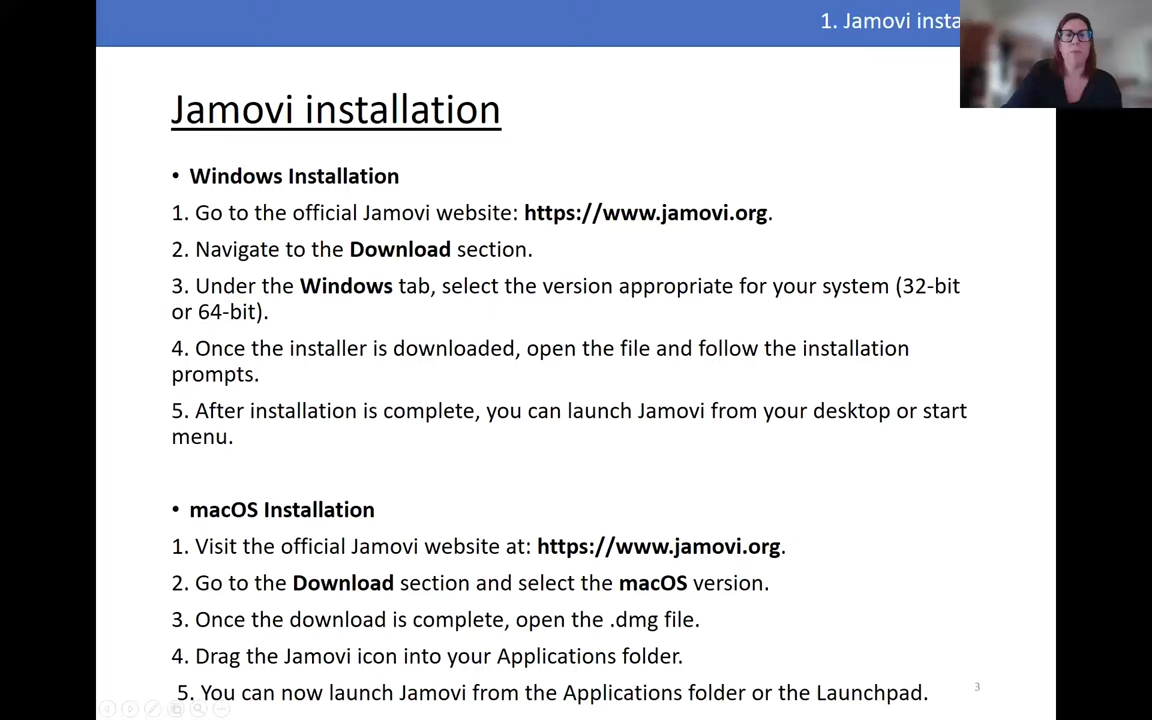 1. Jamovi insta
Jamovi installation
• Windows Installation
1. Go to the official Jamovi website: https://www.jamovi.org.
2. Navigate to the Download section.
3. Under the Windows tab, select the version appropriate for your system (32-bit
or 64-bit).
4. Once the installer is downloaded, open the file and follow the installation
prompts.
5. After installation is complete, you can launch Jamovi from your desktop or start
menu.
• macOS Installation
1. Visit the official Jamovi website at: https://www.jamovi.org.
2. Go to the Download section and select the macOS version.
3. Once the download is complete, open the .dmg file.
4. Drag the Jamovi icon into your Applications folder.
5. You can now launch Jamovi from the Applications folder or the Launchpad.
3